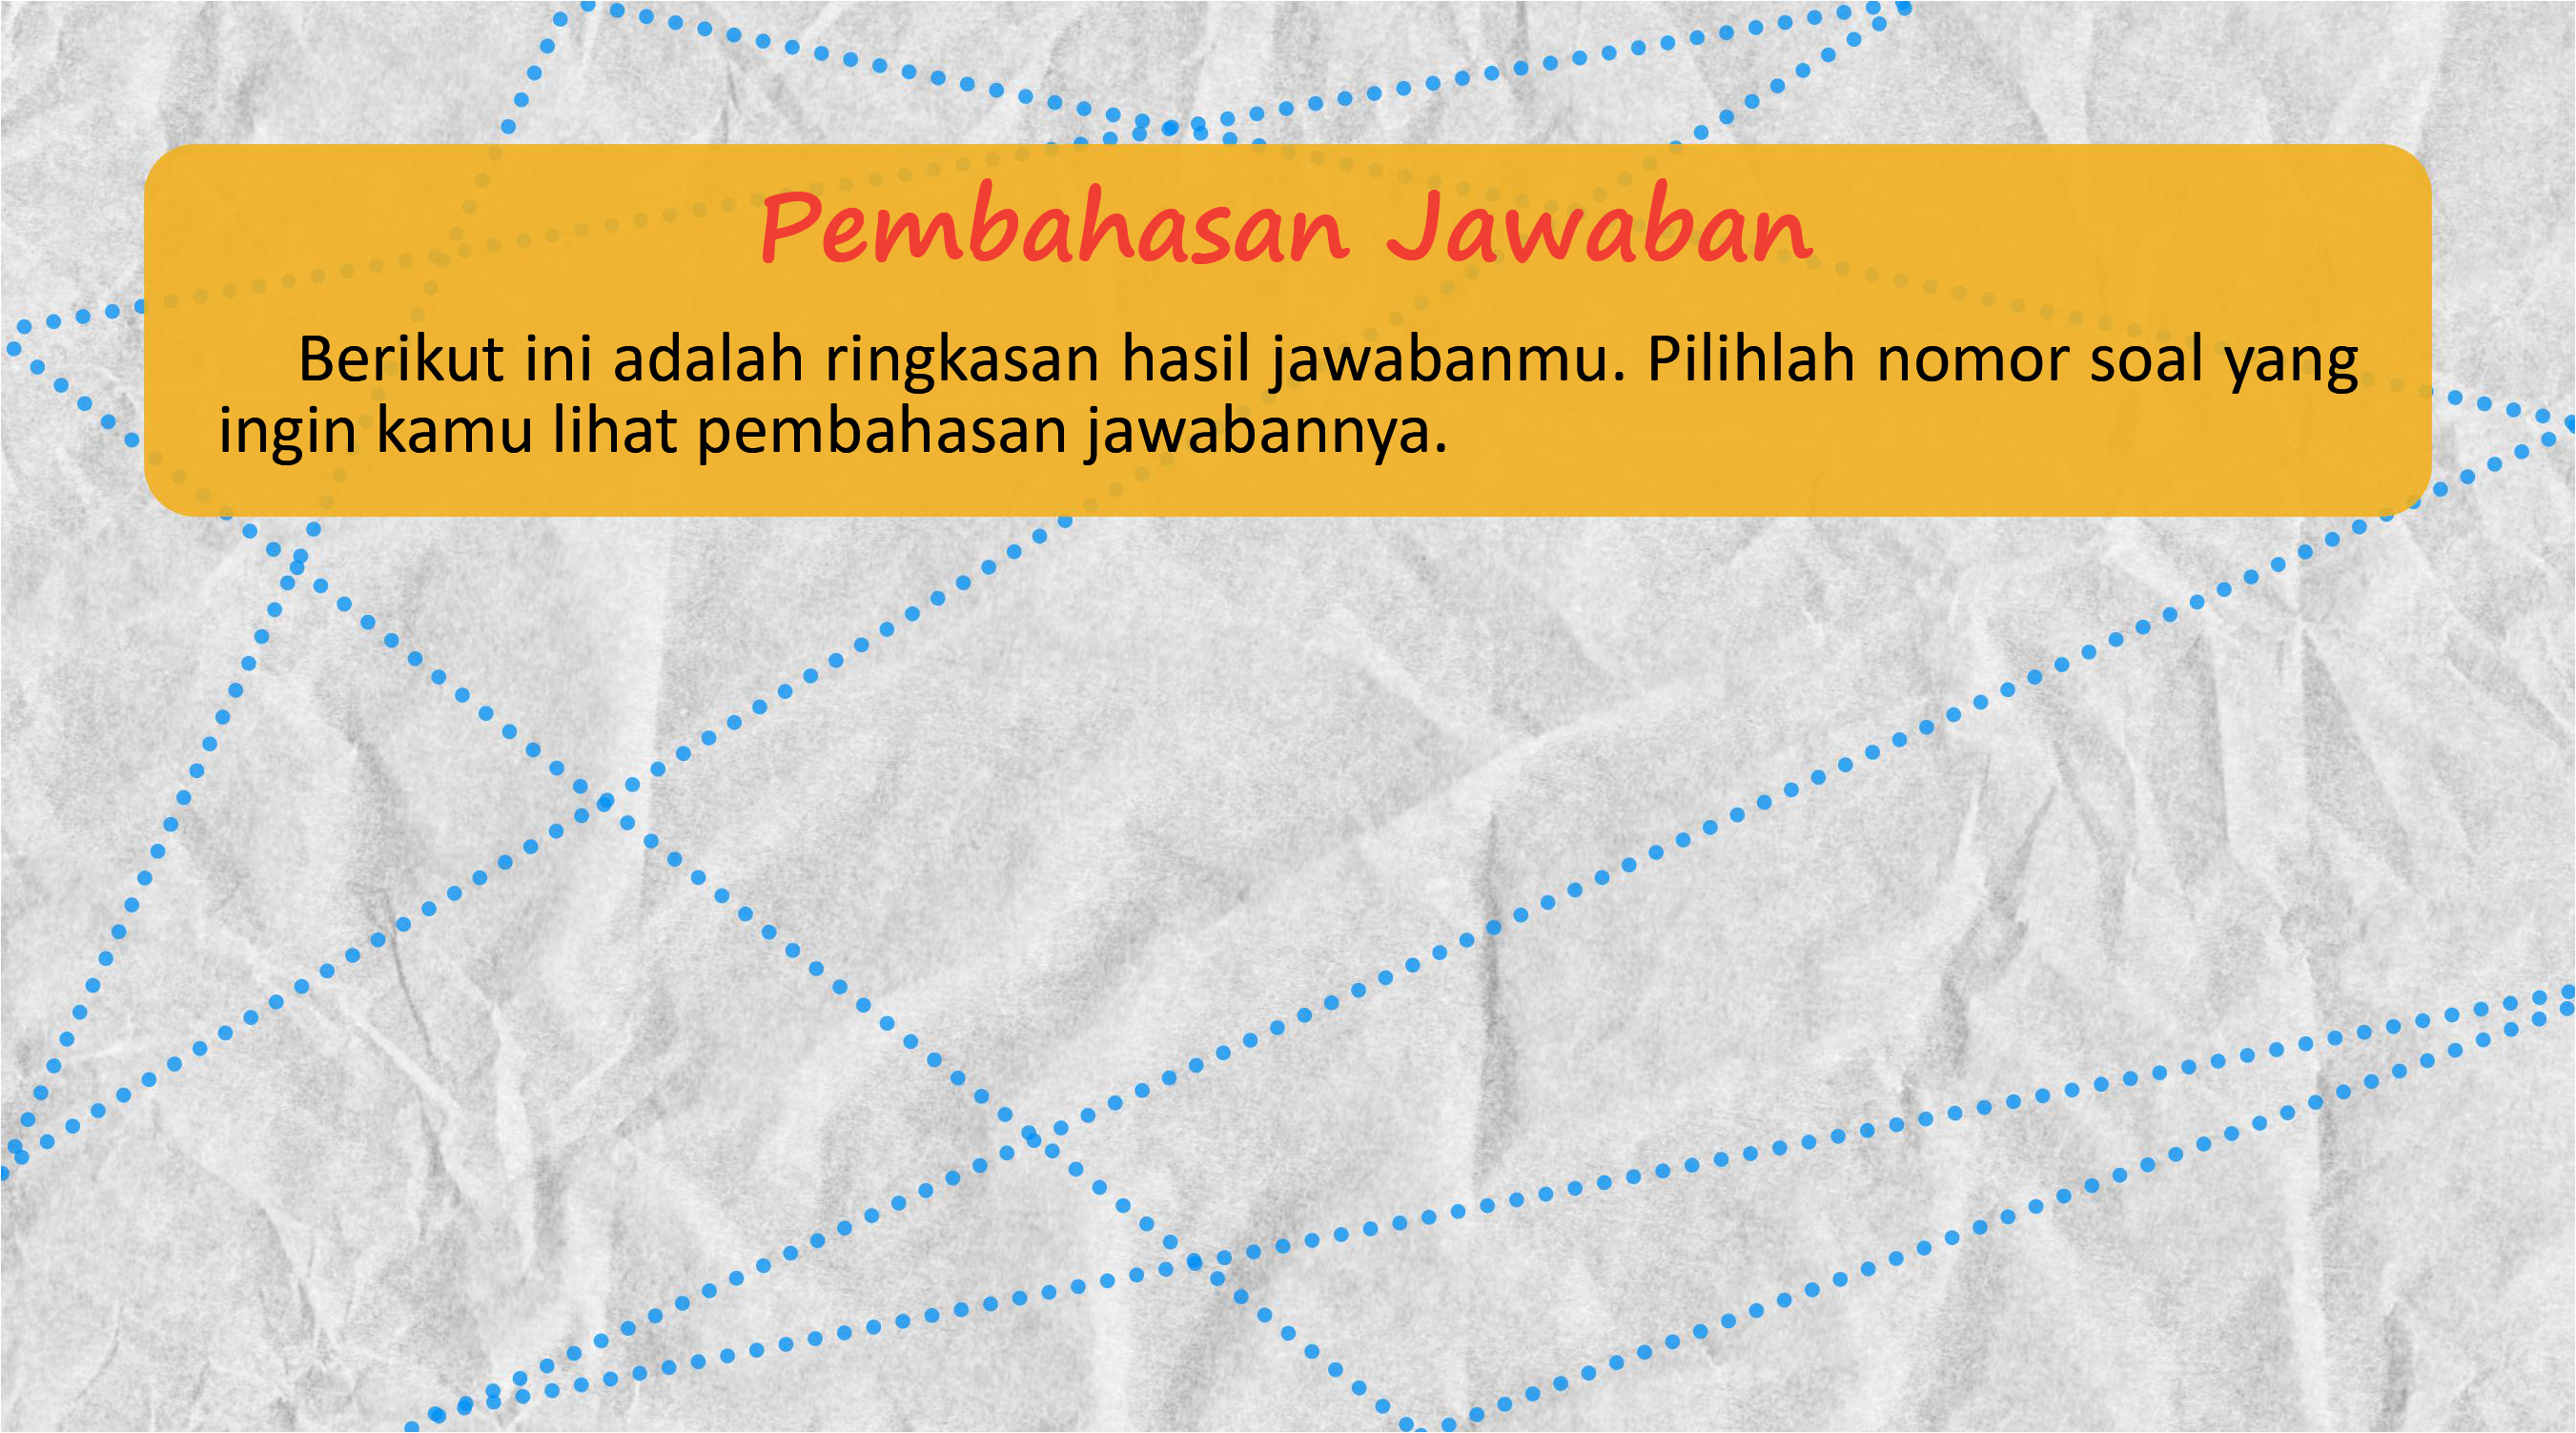 Pembahasan Jawaban
Berikut ini adalah ringkasan hasil jawabanmu. Pilihlah nomor soal yang
ingin kamu lihat pembahasan jawabannya.